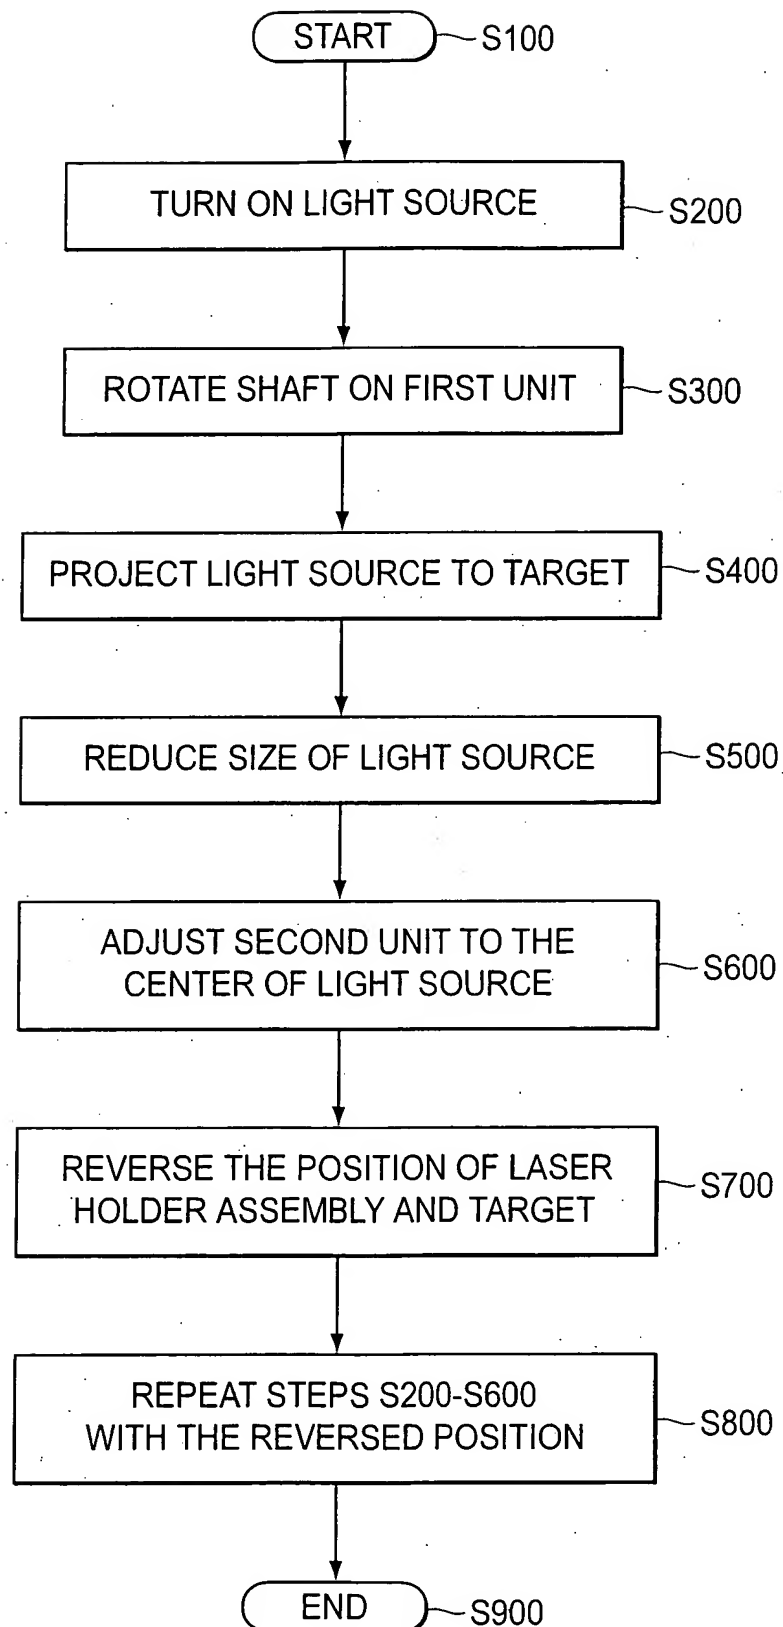 START S100
TURN ON LIGHT SOURCE S200
ROTATE SHAFT ON FIRST UNIT S300
PROJECT LIGHT SOURCE TO TARGET S400
REDUCE SIZE OF LIGHT SOURCE S500
ADJUST SECOND UNIT TO THE
CENTER OF LIGHT SOURCE S600
REVERSE THE POSITION OF LASER
HOLDER ASSEMBLY AND TARGET S700
REPEAT STEPS S200-S600
WITH THE REVERSED POSITION S800
END S900